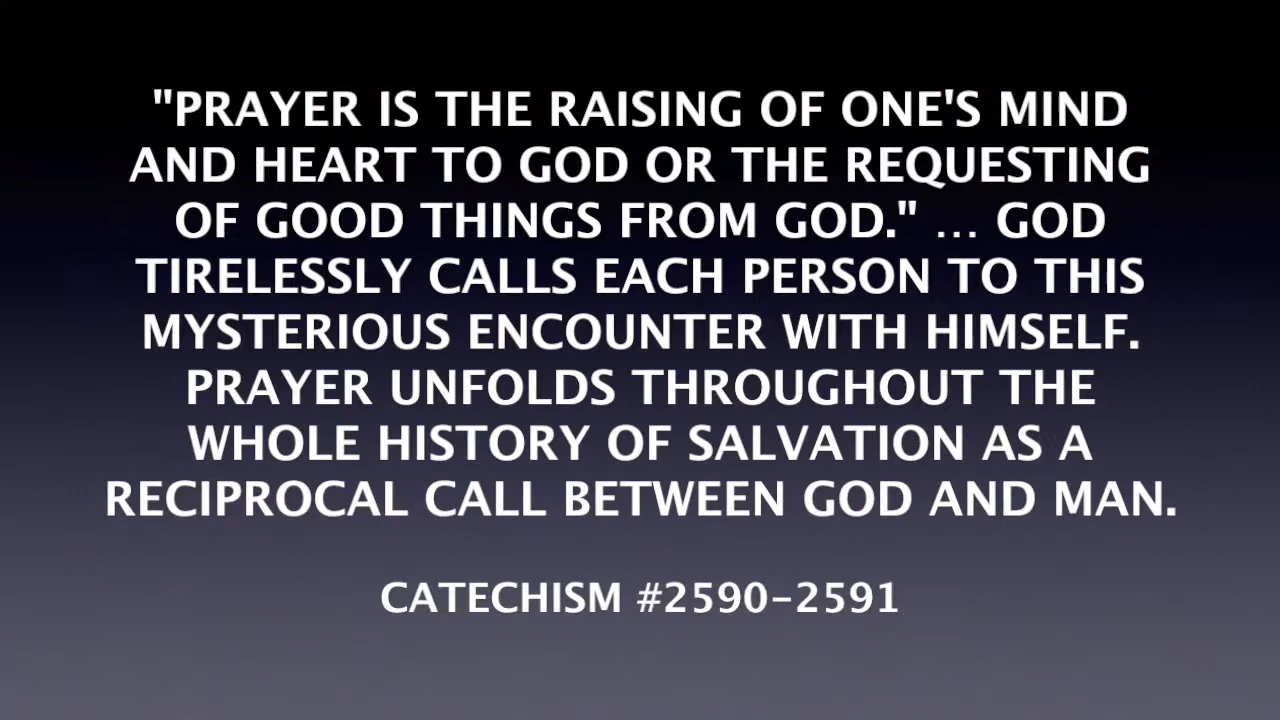 "PRAYER IS THE RAISING OF ONE'S MIND
AND HEART TO GOD OR THE REQUESTING
OF GOOD THINGS FROM GOD." … GOD
TIRELESSLY CALLS EACH PERSON TO THIS
MYSTERIOUS ENCOUNTER WITH HIMSELF.
PRAYER UNFOLDS THROUGHOUT THE
WHOLE HISTORY OF SALVATION AS A
RECIPROCAL CALL BETWEEN GOD AND MAN.
CATECHISM #2590-2591